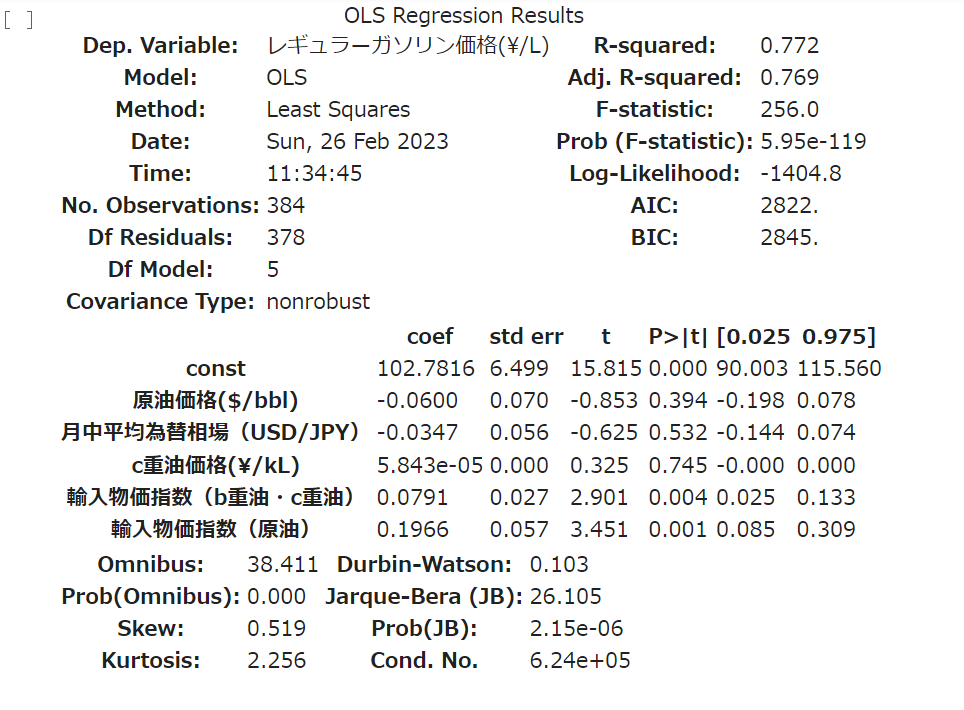 [ ]
OLS Regression Results
Dep. Variable: レギュラーガソリン価格(¥/L) R-squared: 0.772
Model: OLS Adj. R-squared: 0.769
Method: Least Squares F-statistic: 256.0
Date: Sun, 26 Feb 2023 Prob (F-statistic): 5.95e-119
Time: 11:34:45 Log-Likelihood: -1404.8
No. Observations: 384 AIC: 2822.
Df Residuals: 378 BIC: 2845.
Df Model: 5
Covariance Type: nonrobust
coef std err t P>|t| [0.025 0.975]
const 102.7816 6.499 15.815 0.000 90.003 115.560
原油価格($/bbl) -0.0600 0.070 -0.853 0.394 -0.198 0.078
月中平均為替相場（USD/JPY） -0.0347 0.056 -0.625 0.532 -0.144 0.074
c重油価格(¥/kL) 5.843e-05 0.000 0.325 0.745 -0.000 0.000
輸入物価指数（b重油・c重油） 0.0791 0.027 2.901 0.004 0.025 0.133
輸入物価指数（原油） 0.1966 0.057 3.451 0.001 0.085 0.309
Omnibus: 38.411 Durbin-Watson: 0.103
Prob(Omnibus): 0.000 Jarque-Bera (JB): 26.105
Skew: 0.519 Prob(JB): 2.15e-06
Kurtosis: 2.256 Cond. No. 6.24e+05